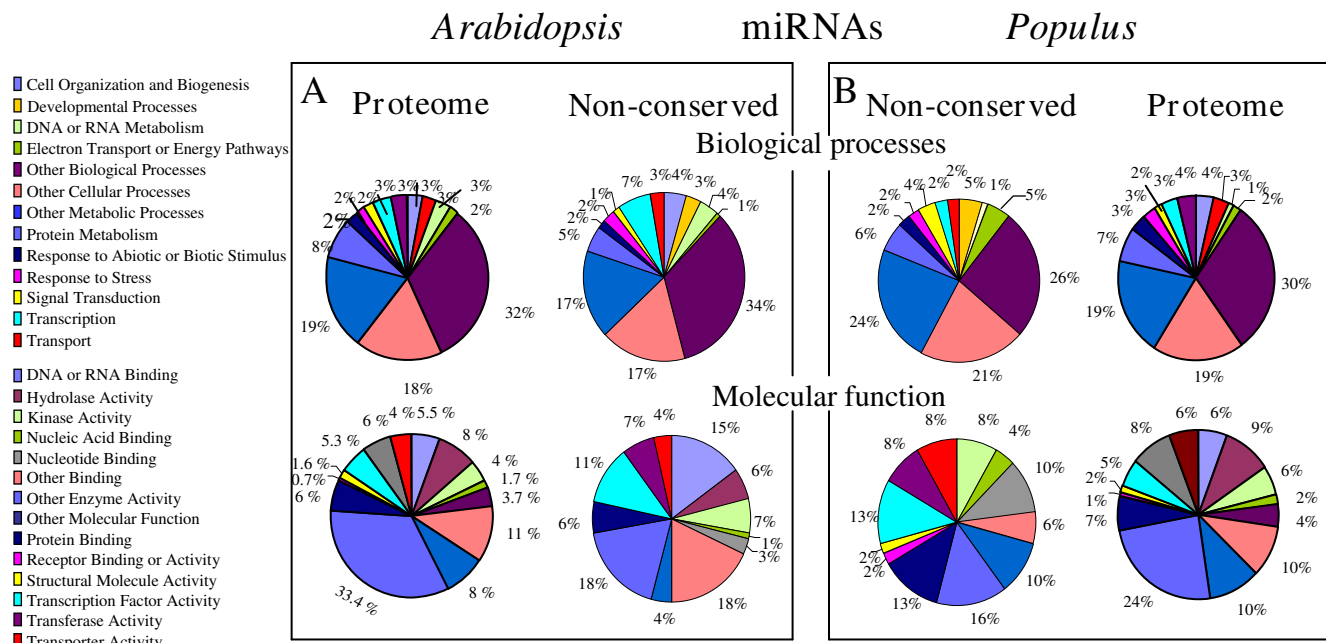 Arabidopsis miRNAs Populus
Cell Organization and Biogenesis
Developmental Processes
DNA or RNA Metabolism
Electron Transport or Energy Pathways
Other Biological Processes
Other Cellular Processes
Other Metabolic Processes
Protein Metabolism
Response to Abiotic or Biotic Stimulus
Response to Stress
Signal Transduction
Transcription
Transport
DNA or RNA Binding
Hydrolase Activity
Kinase Activity
Nucleic Acid Binding
Nucleotide Binding
Other Binding
Other Enzyme Activity
Other Molecular Function
Protein Binding
Receptor Binding or Activity
Structural Molecule Activity
Transcription Factor Activity
Transferase Activity
Transporter Activity
A Proteome Non-conserved
B Non-conserved Proteome
Biological processes
2% 2% 3% 3% 3% 3% 3%
2% 2%
8%
32%
19%
18%
1% 7% 3% 4% 3%
2% 4%
2% 1%
5%
17% 34%
17%
2%
4% 2% 5% 1%
2% 5%
2%
6%
26%
24%
21%
2% 3% 4% 4% 3%
3% 1%
3% 2%
7%
30%
19%
19%
Molecular function
6% 4% 5.5 %
5.3 % 8 %
1.6 % 4 %
0.7% 1.7 %
6 % 3.7 %
11 %
33.4 % 8 %
7% 4% 15%
11% 6%
6% 7%
1%
3%
18% 18%
4%
8% 8%
8% 4%
10%
13% 6%
2%
2% 10%
13% 16%
6% 6%
8% 9%
5% 6%
2% 2%
1% 4%
7%
10%
24% 10%